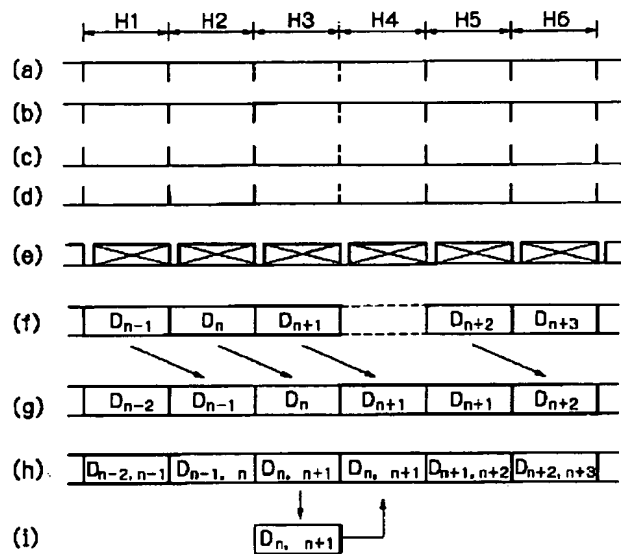 H1 H2 H3 H4 H5 H6
(a)
(b)
(c)
(d)
(e)
(f) Dn-1 Dn Dn+1 Dn+2 Dn+3
(g) Dn-2 Dn-1 Dn Dn+1 Dn+1 Dn+2
(h) Dn-2, n-1 Dn-1, n Dn, n+1 Dn, n+1 Dn+1, n+2 Dn+2, n+3
(i) Dn, n+1